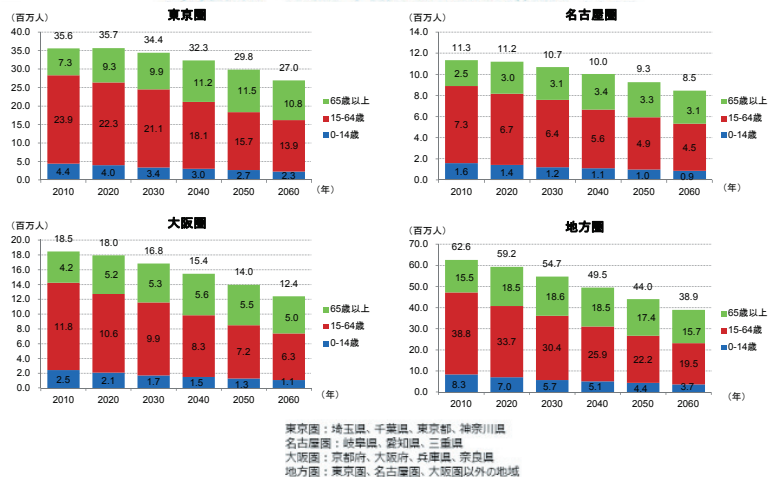 東京圏
（百万人）
40.0
35.0
30.0
25.0
20.0
15.0
10.0
5.0
0.0
35.6 35.7 34.4 32.3 29.8 27.0
7.3 9.3 9.9 11.2 11.5 10.8
23.9 22.3 21.1 18.1 15.7 13.9
4.4 4.0 3.4 3.0 2.7 2.3
2010 2020 2030 2040 2050 2060 （年）
65歳以上
15-64歳
0-14歳
名古屋圏
（百万人）
14.0
12.0
10.0
8.0
6.0
4.0
2.0
0.0
11.3 11.2 10.7 10.0 9.3 8.5
2.5 3.0 3.1 3.4 3.3 3.1
7.3 6.7 6.4 5.6 4.9 4.5
1.6 1.4 1.2 1.1 1.0 0.9
2010 2020 2030 2040 2050 2060 （年）
65歳以上
15-64歳
0-14歳
大阪圏
（百万人）
20.0
18.0
16.0
14.0
12.0
10.0
8.0
6.0
4.0
2.0
0.0
18.5 18.0 16.8 15.4 14.0 12.4
4.2 5.2 5.3 5.6 5.5 5.0
11.8 10.6 9.9 8.3 7.2 6.3
2.5 2.1 1.7 1.5 1.3 1.1
2010 2020 2030 2040 2050 2060 （年）
65歳以上
15-64歳
0-14歳
地方圏
（百万人）
70.0
60.0
50.0
40.0
30.0
20.0
10.0
0.0
62.6 59.2 54.7 49.5 44.0 38.9
15.5 18.5 18.6 18.5 17.4 15.7
38.8 33.7 30.4 25.9 22.2 19.5
8.3 7.0 5.7 5.1 4.4 3.7
2010 2020 2030 2040 2050 2060 （年）
65歳以上
15-64歳
0-14歳
東京圏：埼玉県、千葉県、東京都、神奈川県
名古屋圏：岐阜県、愛知県、三重県
大阪圏：京都府、大阪府、兵庫県、奈良県
地方圏：東京圏、名古屋圏、大阪圏以外の地域